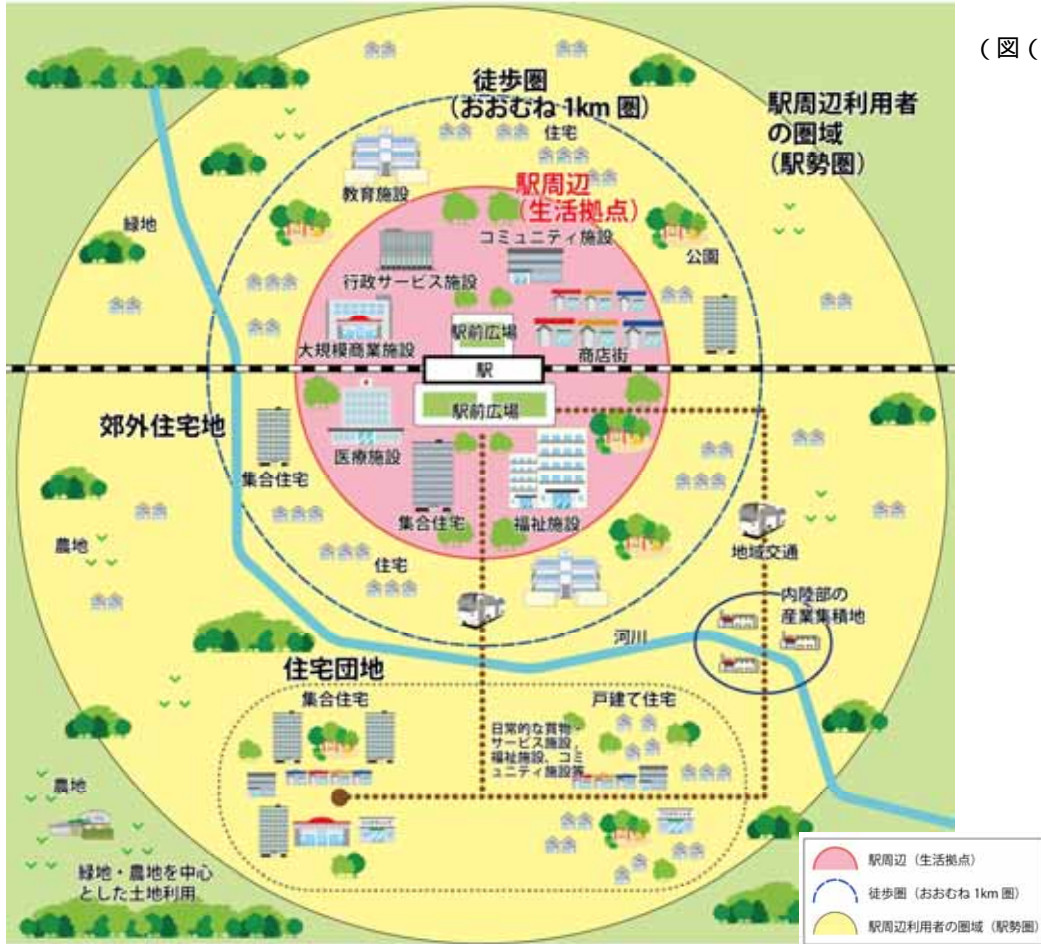 (図(
徒歩圏
(おおむね 1km 圏)
住宅
駅周辺利用者
の圏域
(駅勢圏)
教育施設
駅周辺
(生活拠点)
コミュニティ施設
緑地
公園
行政サービス施設
駅前広場
大規模商業施設
商店街
駅
駅前広場
郊外住宅地
医療施設
集合住宅
集合住宅
福祉施設
地域交通
農地
住宅
内陸部の
産業集積地
河川
住宅団地
集合住宅
戸建て住宅
日常的な買物・
サービス施設、
福祉施設、コミ
ュニティ施設等
農地
緑地・農地を中心
とした土地利用
駅周辺(生活拠点)
徒歩圏(おおむね 1km 圏)
駅周辺利用者の圏域(駅勢圏)